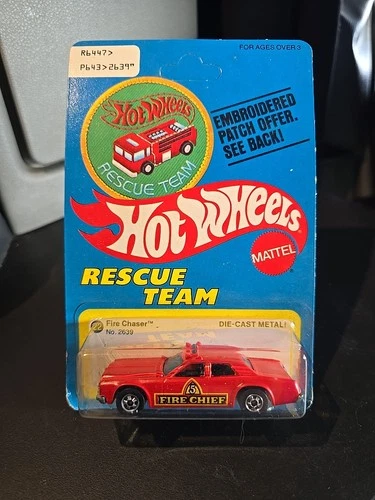 R6447>
P643>2639"
FOR AGES OVER 3
Hot Wheels
RESCUE TEAM
EMBROIDERED
PATCH OFFER.
SEE BACK!
Hot Wheels
MATTEL
RESCUE
TEAM
Fire Chaser™
No. 2639
DIE-CAST METAL!
5
FIRE CHIEF